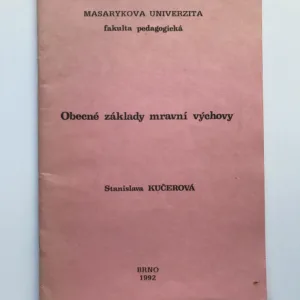 MASARYKOVA UNIVERZITA
fakulta pedagogická
Obecné základy mravní výchovy
Stanislava KUČEROVÁ
BRNO
1992